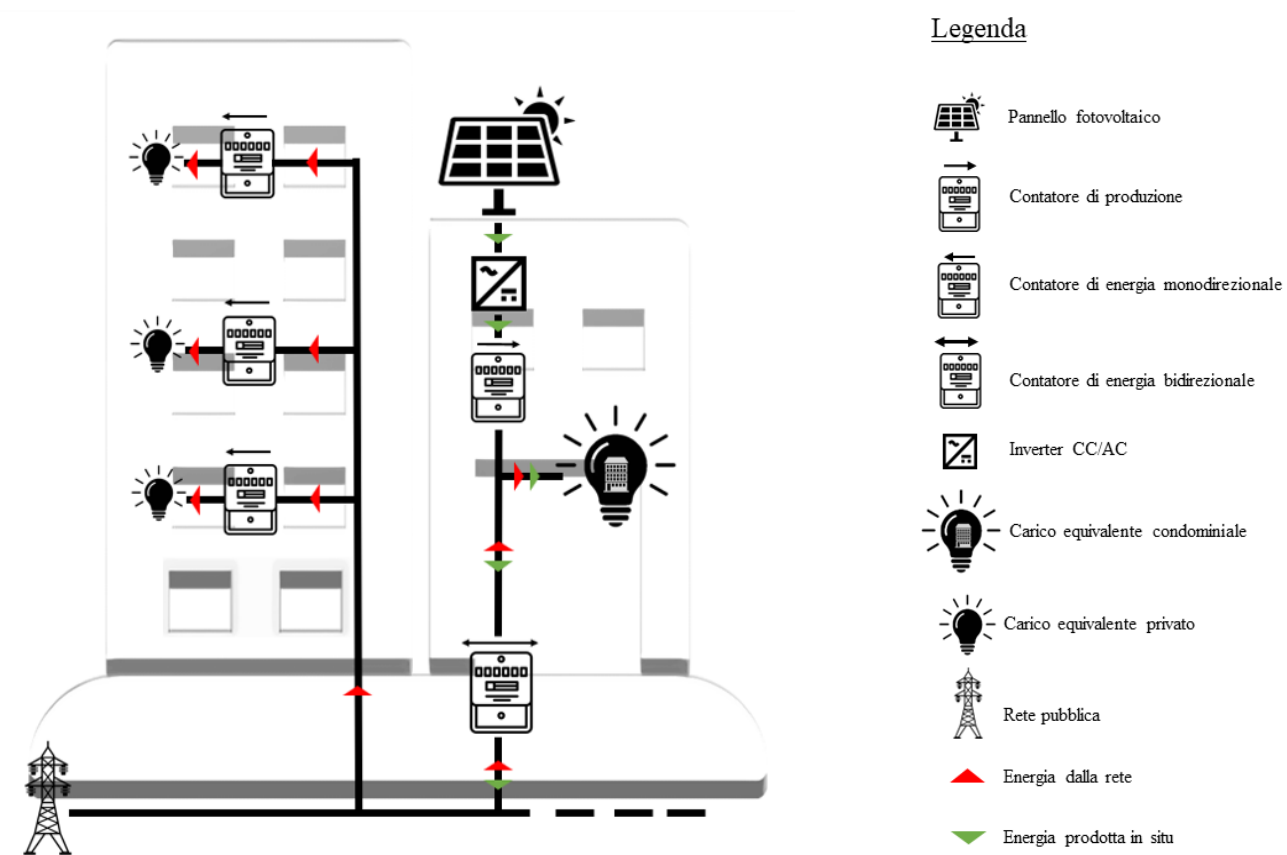 Legenda
Pannello fotovoltaico
Contatore di produzione
Contatore di energia monodirezionale
Contatore di energia bidirezionale
Inverter CC/AC
Carico equivalente condominiale
Carico equivalente privato
Rete pubblica
Energia dalla rete
Energia prodotta in situ